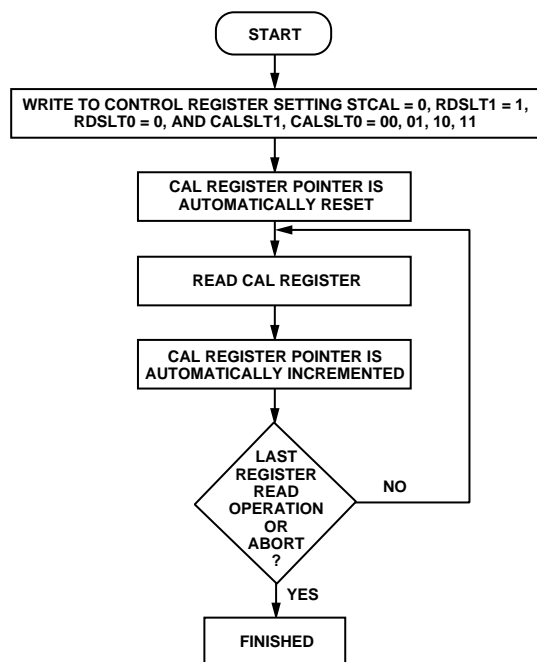 START
WRITE TO CONTROL REGISTER SETTING STCAL = 0, RDSLT1 = 1,
RDSLT0 = 0, AND CALSLT1, CALSLT0 = 00, 01, 10, 11
CAL REGISTER POINTER IS
AUTOMATICALLY RESET
READ CAL REGISTER
CAL REGISTER POINTER IS
AUTOMATICALLY INCREMENTED
LAST
REGISTER
READ
OPERATION
OR
ABORT
?
NO
YES
FINISHED